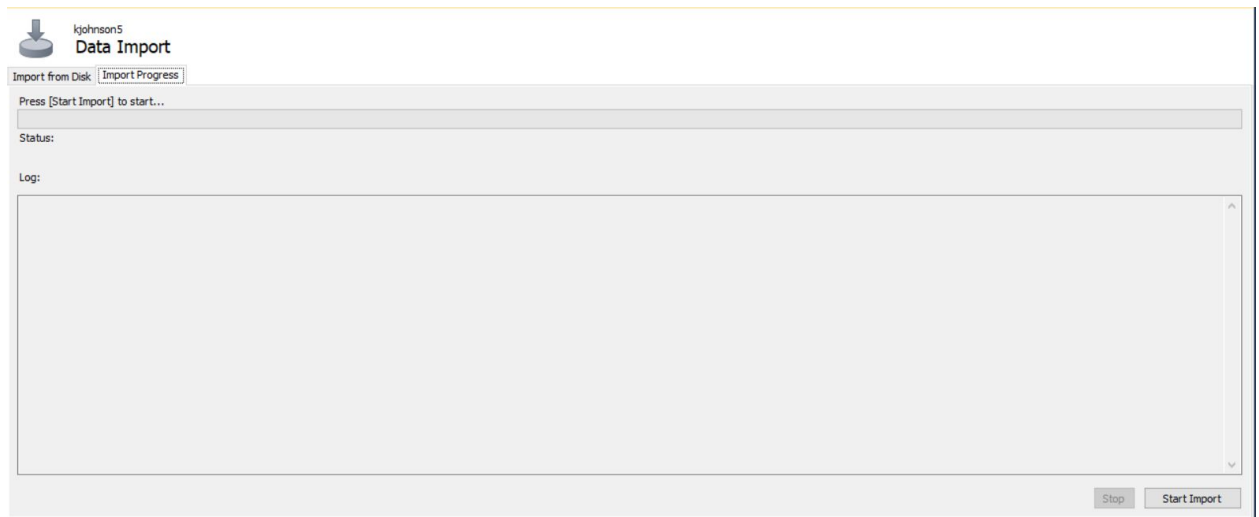 kjohnson5
Data Import
Import from Disk Import Progress
Press [Start Import] to start...
Status:
Log:
Stop Start Import